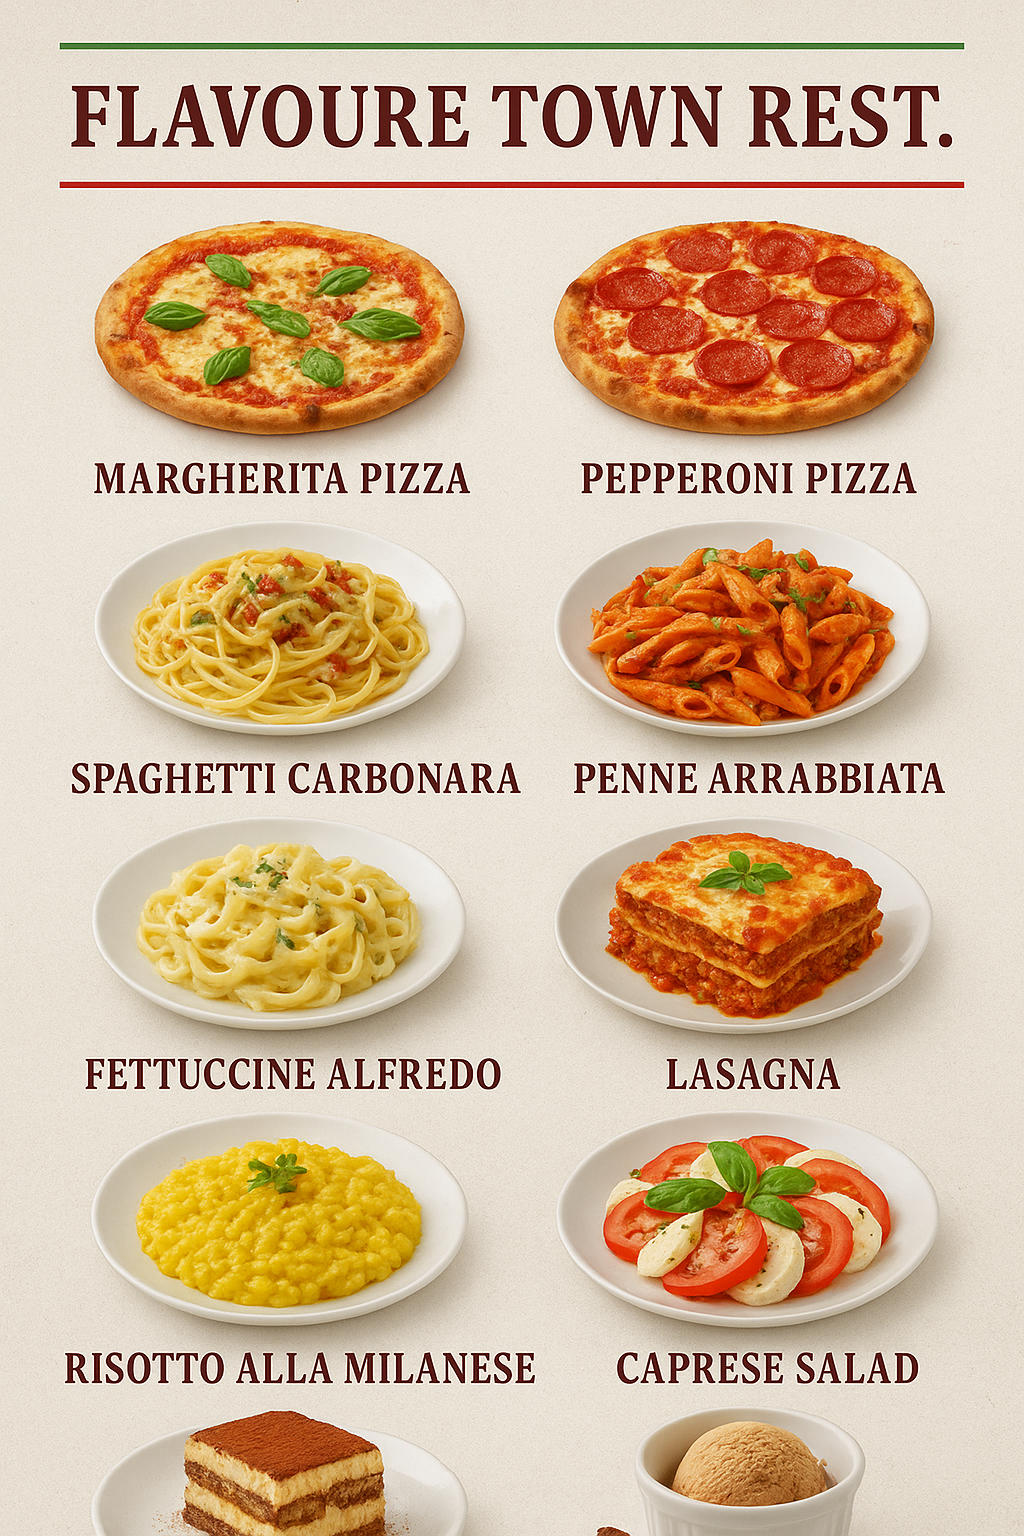 FLAVOURE TOWN REST.
MARGHERITA PIZZA
PEPPERONI PIZZA
SPAGHETTI CARBONARA
PENNE ARRABBIATA
FETTUCCINE ALFREDO
LASAGNA
RISOTTO ALLA MILANESE
CAPRESE SALAD